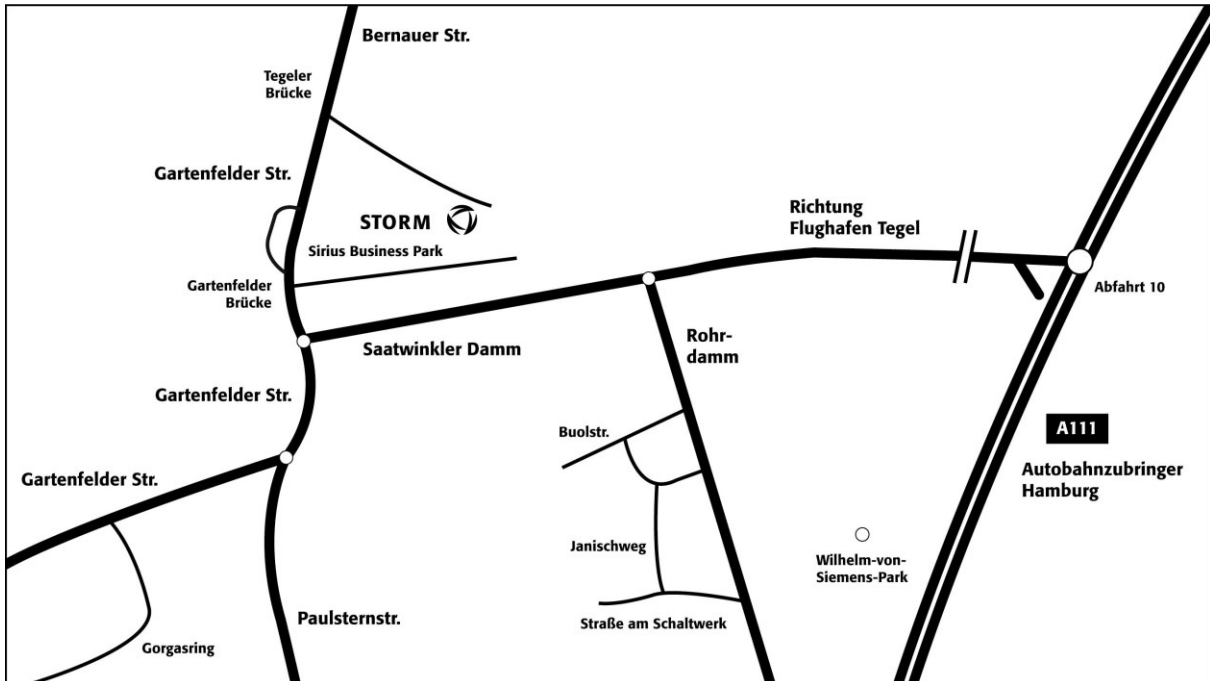 Bernauer Str.
Tegeler
Brücke
Gartenfelder Str.
STORM
Sirius Business Park
Richtung
Flughafen Tegel
Gartenfelder
Brücke
Abfahrt 10
Saatwinkler Damm
Rohr-
damm
Gartenfelder Str.
Buolstr.
A111
Autobahnzubringer
Hamburg
Gartenfelder Str.
Janischweg
Wilhelm-von-
Siemens-Park
Paulsternstr.
Straße am Schaltwerk
Gorgasring